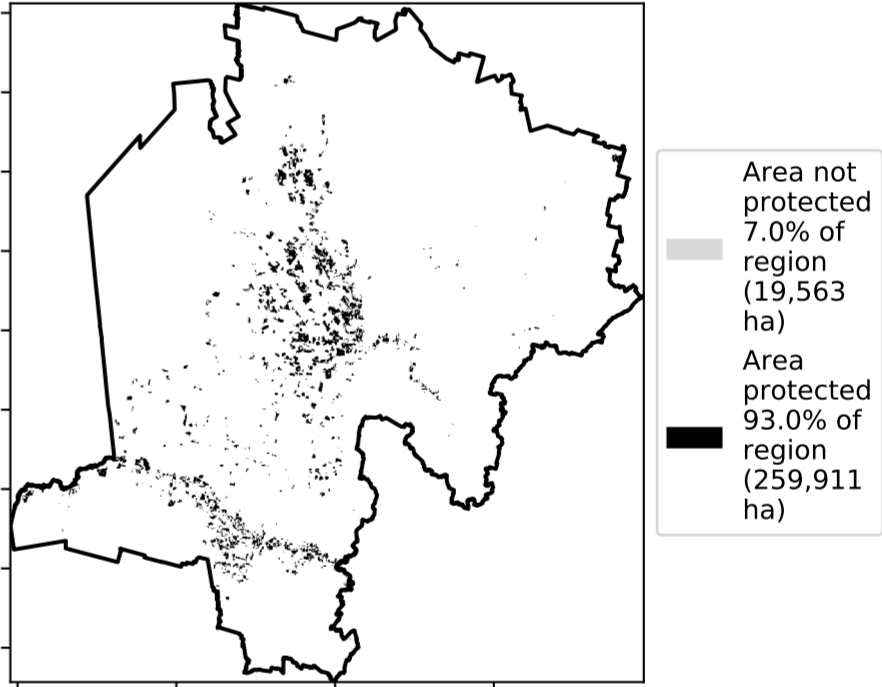 Area not
protected
7.0% of
region
(19,563
ha)
Area
protected
93.0% of
region
(259,911
ha)